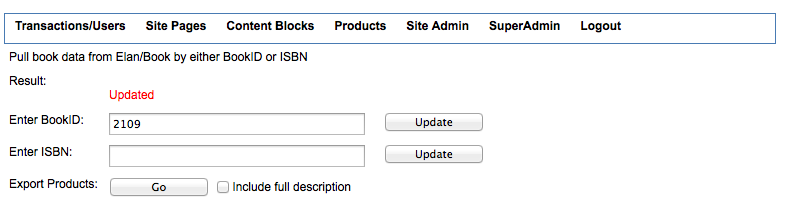 Transactions/Users Site Pages Content Blocks Products Site Admin SuperAdmin Logout
Pull book data from Elan/Book by either BookID or ISBN
Result:
Updated
Enter BookID: 2109 Update
Enter ISBN: Update
Export Products: Go Include full description